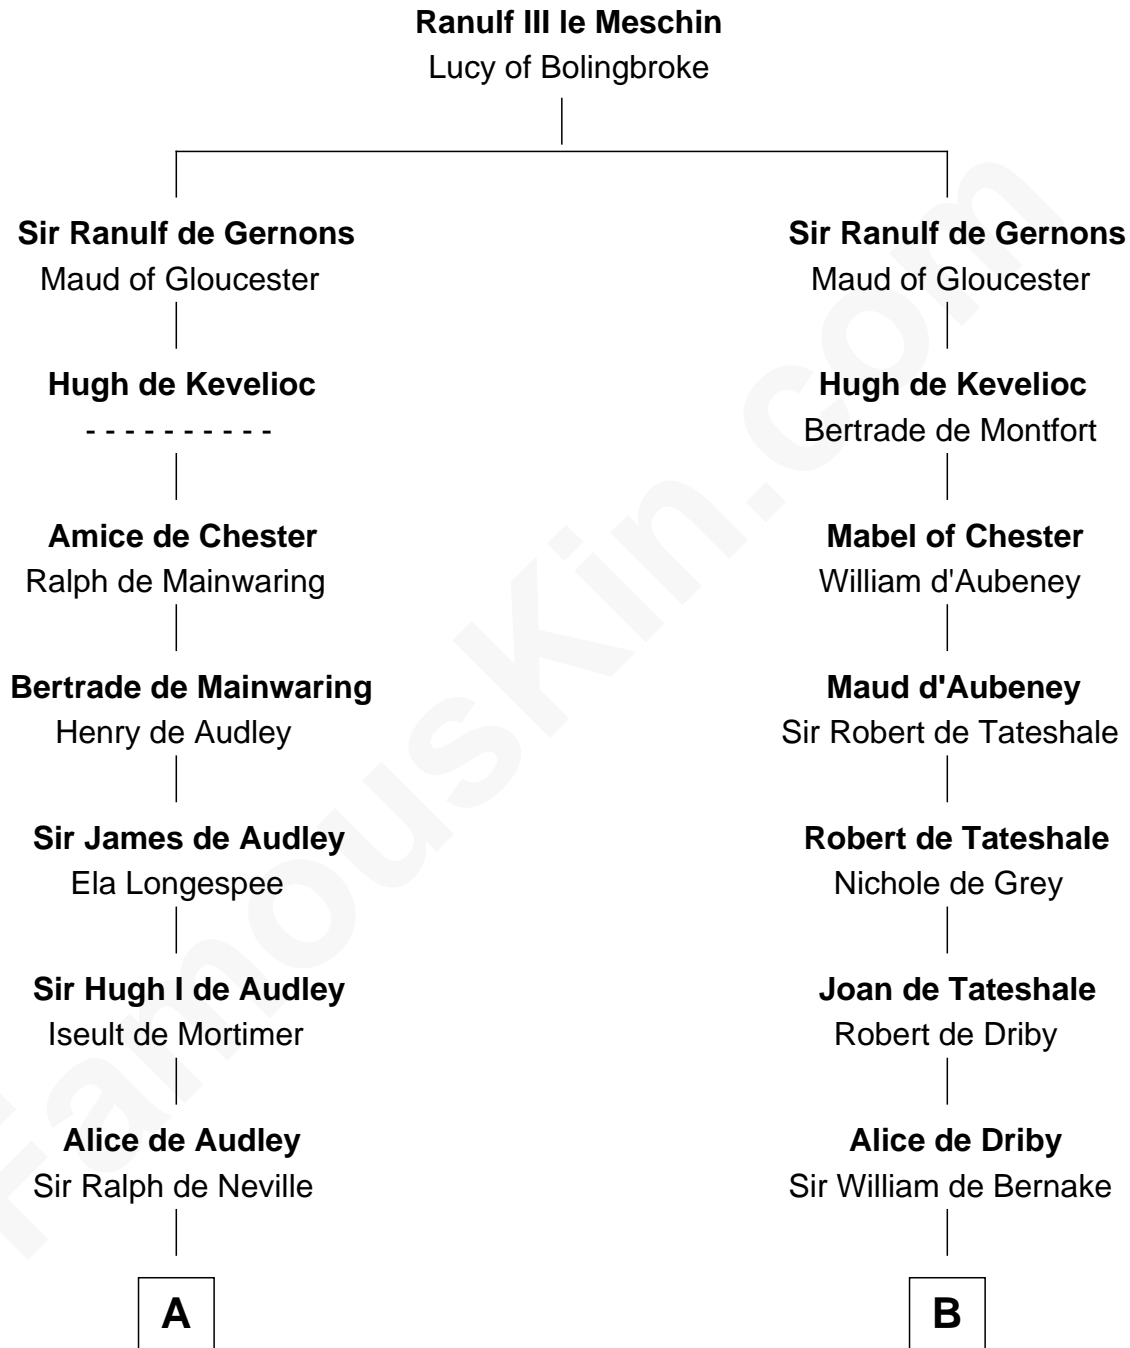 Ranulf III le Meschin
Lucy of Bolingbroke
Sir Ranulf de Gernons
Maud of Gloucester
Hugh de Kevelioc
- - - - - - - - - -
Amice de Chester
Ralph de Mainwaring
Bertrade de Mainwaring
Henry de Audley
Sir James de Audley
Ela Longespee
Sir Hugh I de Audley
Iseult de Mortimer
Alice de Audley
Sir Ralph de Neville
A
Sir Ranulf de Gernons
Maud of Gloucester
Hugh de Kevelioc
Bertrade de Montfort
Mabel of Chester
William d'Aubeney
Maud d'Aubeney
Sir Robert de Tateshale
Robert de Tateshale
Nichole de Grey
Joan de Tateshale
Robert de Driby
Alice de Driby
Sir William de Bernake
B
FamousKin.com